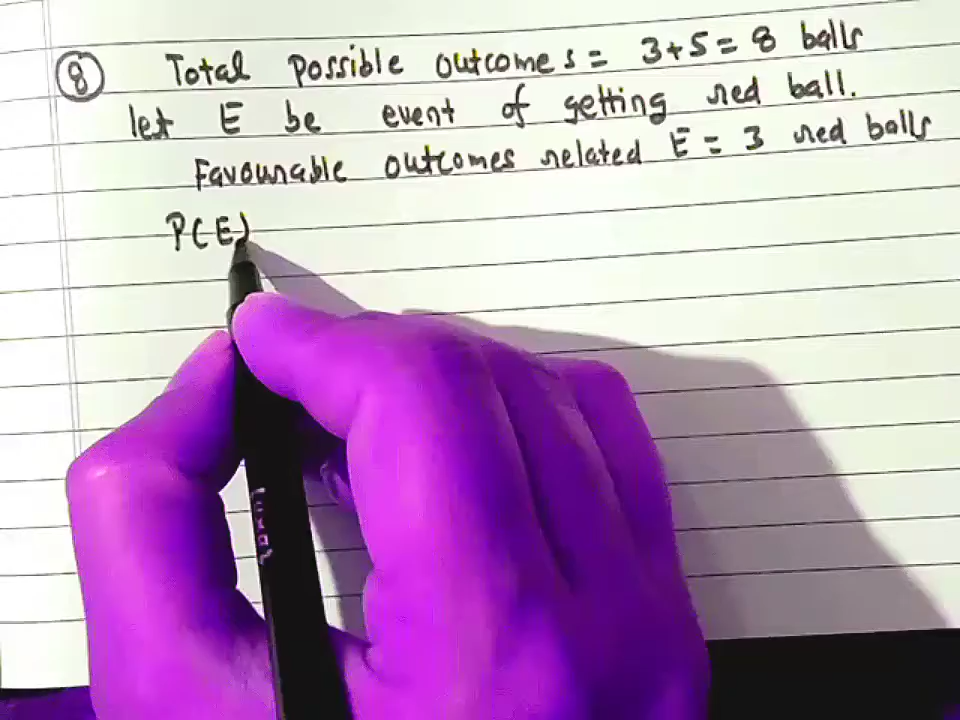 8 Total possible outcomes = 3+5 = 8 balls
let E be event of getting red ball.
Favourable outcomes related E = 3 red balls
P(E)
LUXOR